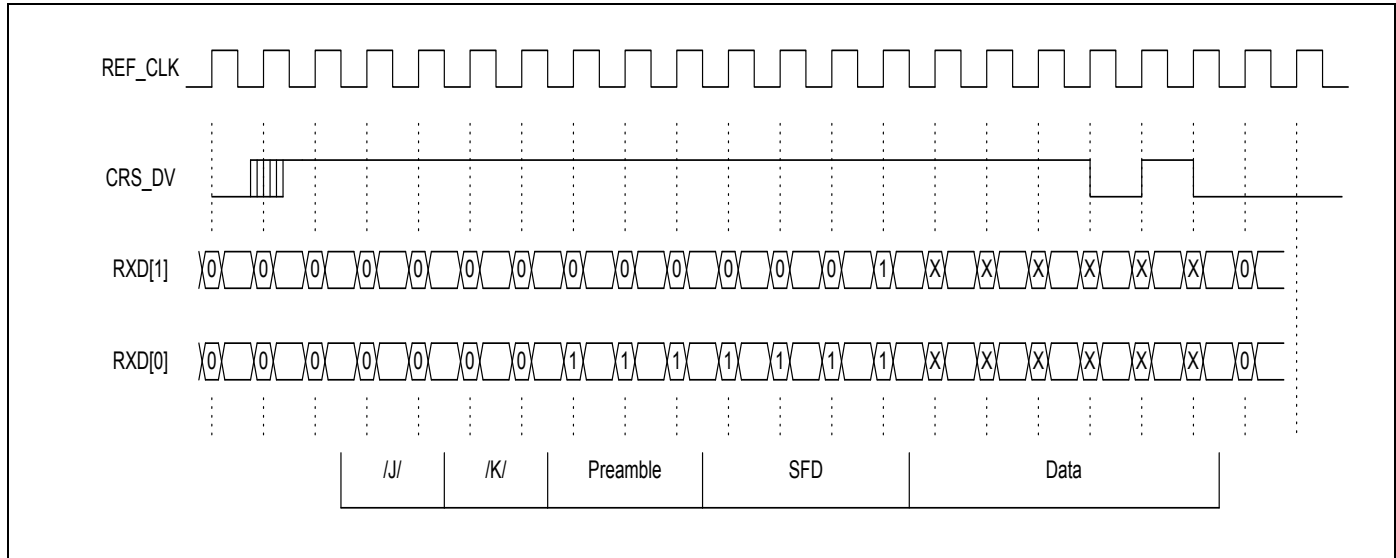 REF_CLK
CRS_DV
RXD[1] 0 0 0 0 0 0 0 0 0 0 0 0 0 1 X X X X X X 0
RXD[0] 0 0 0 0 0 0 0 1 1 1 1 1 1 1 X X X X X X 0
/J/ /K/ Preamble SFD Data